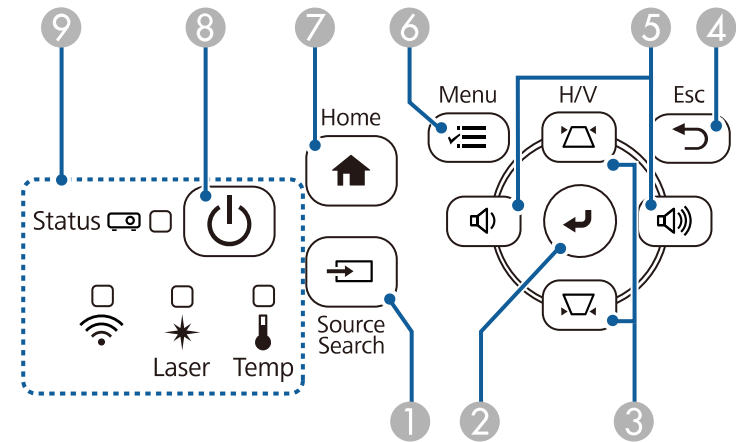 9 8 7 6 5 4
Menu H/V Esc
Home
Status
Source
Search
Laser Temp
1 2 3